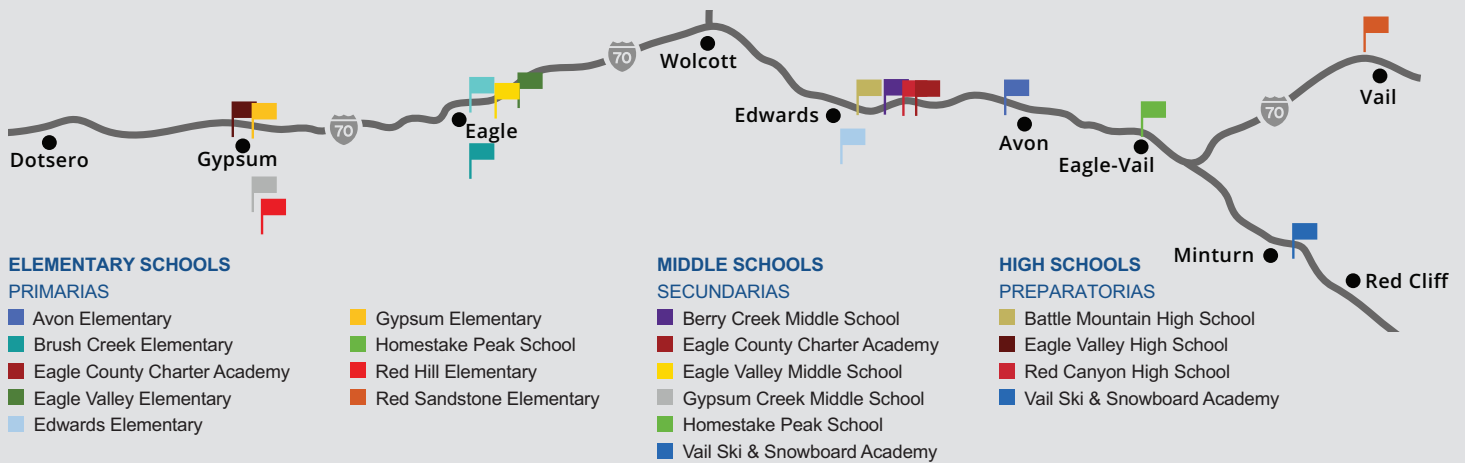 70
Wolcott
Dotsero
Gypsum
70
Eagle
Edwards
Avon
Eagle-Vail
70
Vail
Minturn
Red Cliff
ELEMENTARY SCHOOLS
PRIMARIAS
Avon Elementary
Brush Creek Elementary
Eagle County Charter Academy
Eagle Valley Elementary
Edwards Elementary
Gypsum Elementary
Homestake Peak School
Red Hill Elementary
Red Sandstone Elementary
MIDDLE SCHOOLS
SECUNDARIAS
Berry Creek Middle School
Eagle County Charter Academy
Eagle Valley Middle School
Gypsum Creek Middle School
Homestake Peak School
Vail Ski & Snowboard Academy
HIGH SCHOOLS
PREPARATORIAS
Battle Mountain High School
Eagle Valley High School
Red Canyon High School
Vail Ski & Snowboard Academy